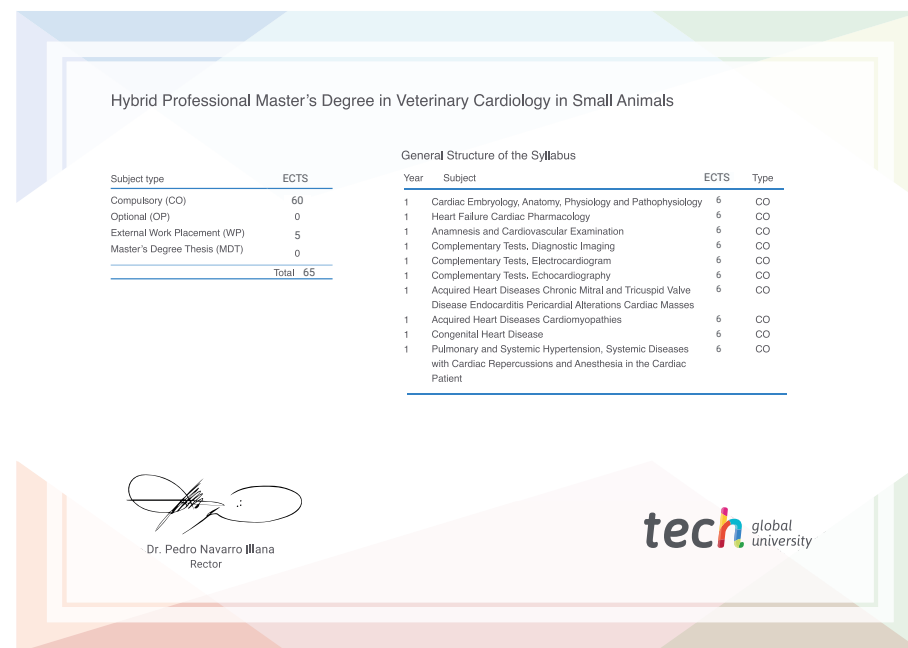 Hybrid Professional Master's Degree in Veterinary Cardiology in Small Animals
General Structure of the Syllabus
Subject type ECTS
Compulsory (CO) 60
Optional (OP) 0
External Work Placement (WP) 5
Master's Degree Thesis (MDT) 0
Total 65
Year Subject ECTS Type
1 Cardiac Embryology, Anatomy, Physiology and Pathophysiology 6 CO
1 Heart Failure Cardiac Pharmacology 6 CO
1 Anamnesis and Cardiovascular Examination 6 CO
1 Complementary Tests, Diagnostic Imaging 6 CO
1 Complementary Tests, Electrocardiogram 6 CO
1 Complementary Tests. Echocardiography 6 CO
1 Acquired Heart Diseases Chronic Mitral and Tricuspid Valve 6 CO
Disease Endocarditis Pericardial Alterations Cardiac Masses
1 Acquired Heart Diseases Cardiomyopathies 6 CO
1 Congenital Heart Disease 6 CO
1 Pulmonary and Systemic Hypertension, Systemic Diseases 6 CO
with Cardiac Repercussions and Anesthesia in the Cardiac
Patient
Dr. Pedro Navarro Illana
Rector
tech global
university